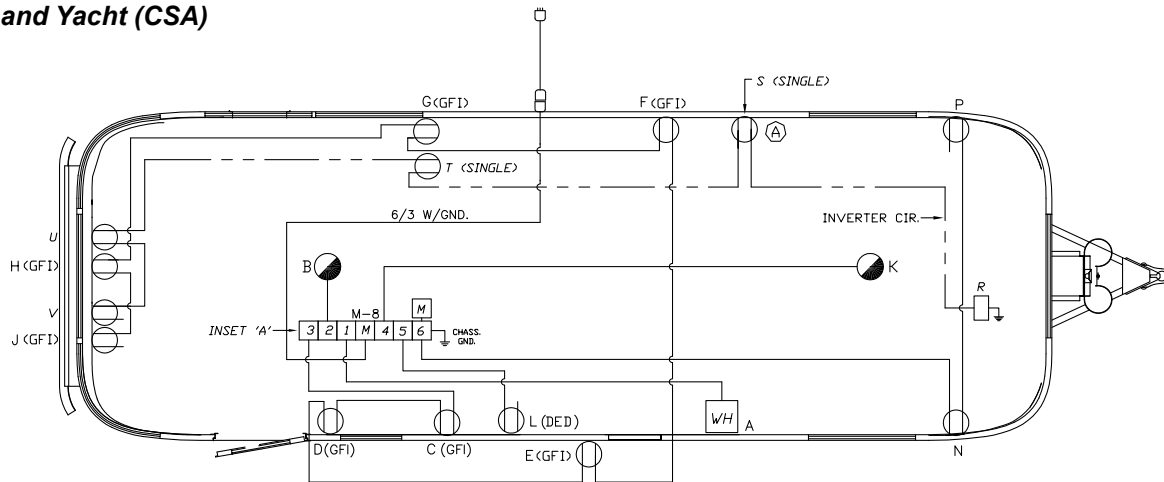 and Yacht (CSA)
S (SINGLE)
G(GFI)
F(GFI)
P
A
T (SINGLE)
6/3 W/GND.
INVERTER CIR.
U
H(GFI)
B
K
V
R
M-8
M
INSET 'A'
3 2 1 M 4 5 6
CHASS.
GND.
J(GFI)
WH
A
L(DED)
D(GFI)
C(GFI)
E(GFI)
N